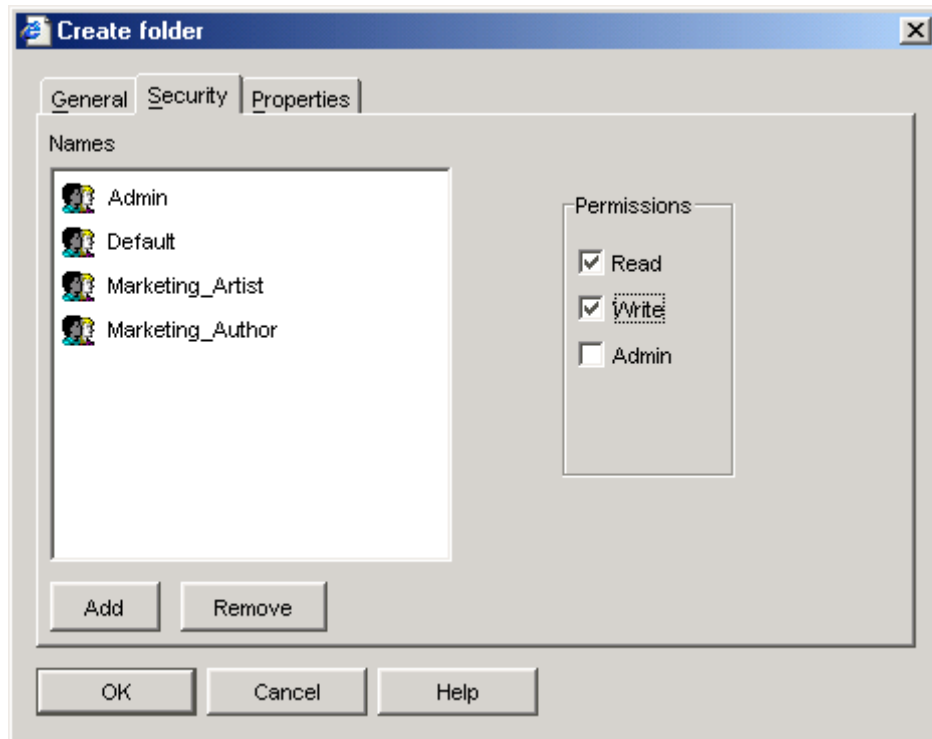 Create folder
General Security Properties
Names
Admin
Default
Marketing_Artist
Marketing_Author
Permissions
Read
Write
Admin
Add Remove
OK Cancel Help